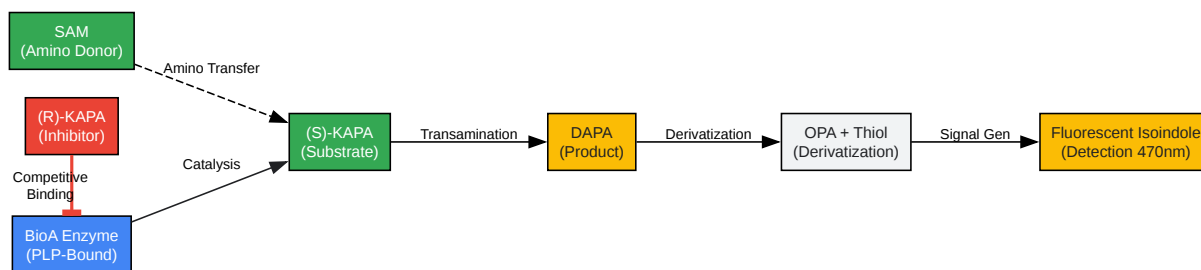 SAM
(Amino Donor)
Amino Transfer
(R)-KAPA
(Inhibitor)
Competitive
Binding
BioA Enzyme
(PLP-Bound)
Catalysis
(S)-KAPA
(Substrate)
Transamination
DAPA
(Product)
Derivatization
OPA + Thiol
(Derivatization)
Signal Gen
Fluorescent Isoindole
(Detection 470nm)